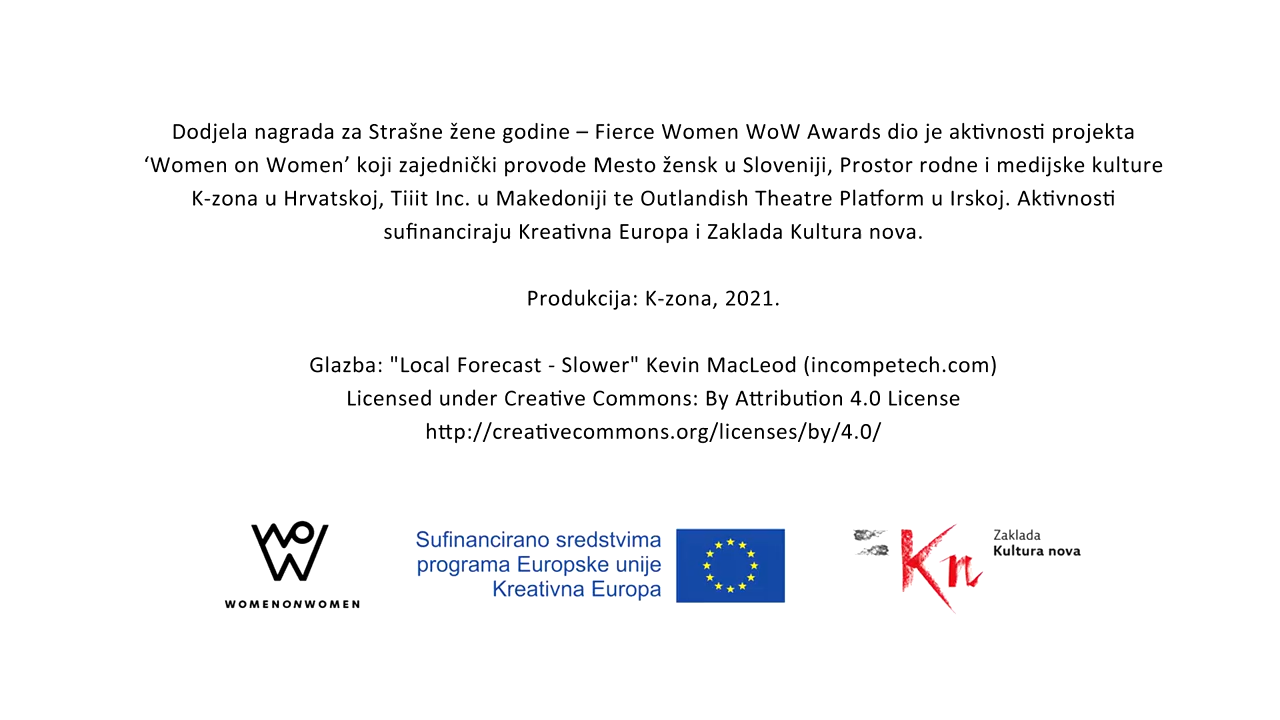 Dodjela nagrada za Strašne žene godine – Fierce Women WoW Awards dio je aktivnosti projekta
‘Women on Women’ koji zajednički provode Mesto žensk u Sloveniji, Prostor rodne i medijske kulture
K-zona u Hrvatskoj, Tiiit Inc. u Makedoniji te Outlandish Theatre Platform u Irskoj. Aktivnosti
sufinanciraju Kreativna Europa i Zaklada Kultura nova.
Produkcija: K-zona, 2021.
Glazba: "Local Forecast - Slower" Kevin MacLeod (incompetech.com)
Licensed under Creative Commons: By Attribution 4.0 License
http://creativecommons.org/licenses/by/4.0/
WOW
WOMENONWOMEN
Sufinancirano sredstvima
programa Europske unije
Kreativna Europa
Kn
Zaklada
Kultura nova